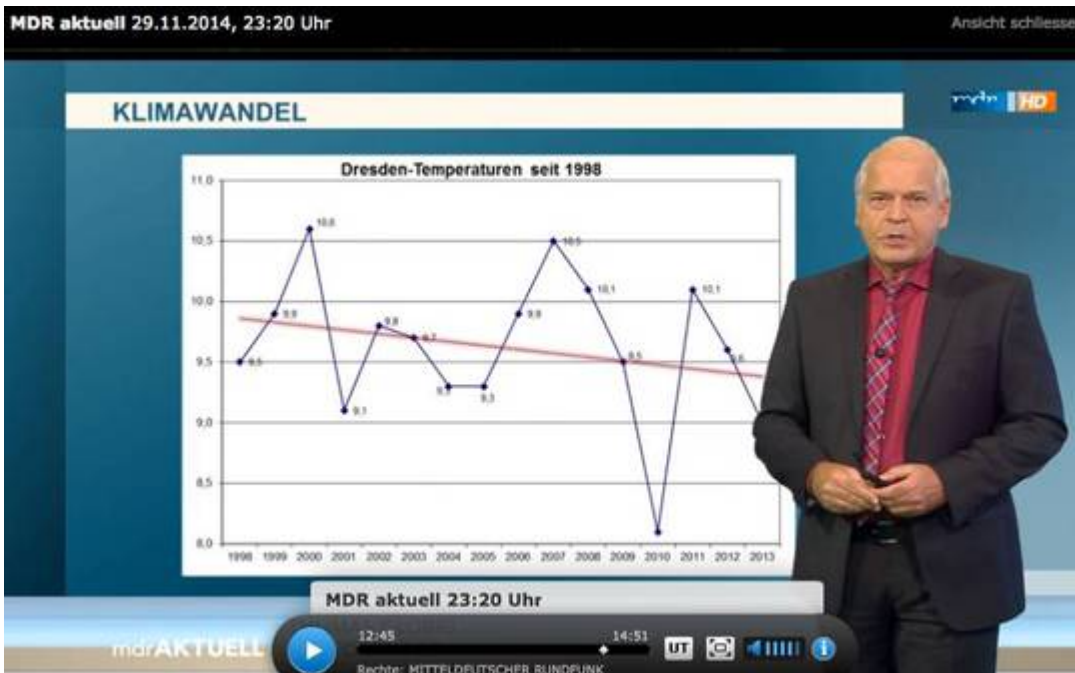 MDR aktuell 29.11.2014, 23:20 Uhr
Ansicht schliesse
KLIMAWANDEL
mdr HD
Dresden-Temperaturen seit 1998
11,0
10,5
10,0
9,5
9,0
8,5
8,0
9,5
9,9
10,6
9,1
9,8
9,7
9,3
9,3
9,9
10,5
10,1
9,5
10,1
9,6
1998 1999 2000 2001 2002 2003 2004 2005 2006 2007 2008 2009 2010 2011 2012 2013
MDR aktuell 23:20 Uhr
mdrAKTUELL
12:45
14:51
UT
Rechte: MITTELDEUTSCHER RUNDFUNK